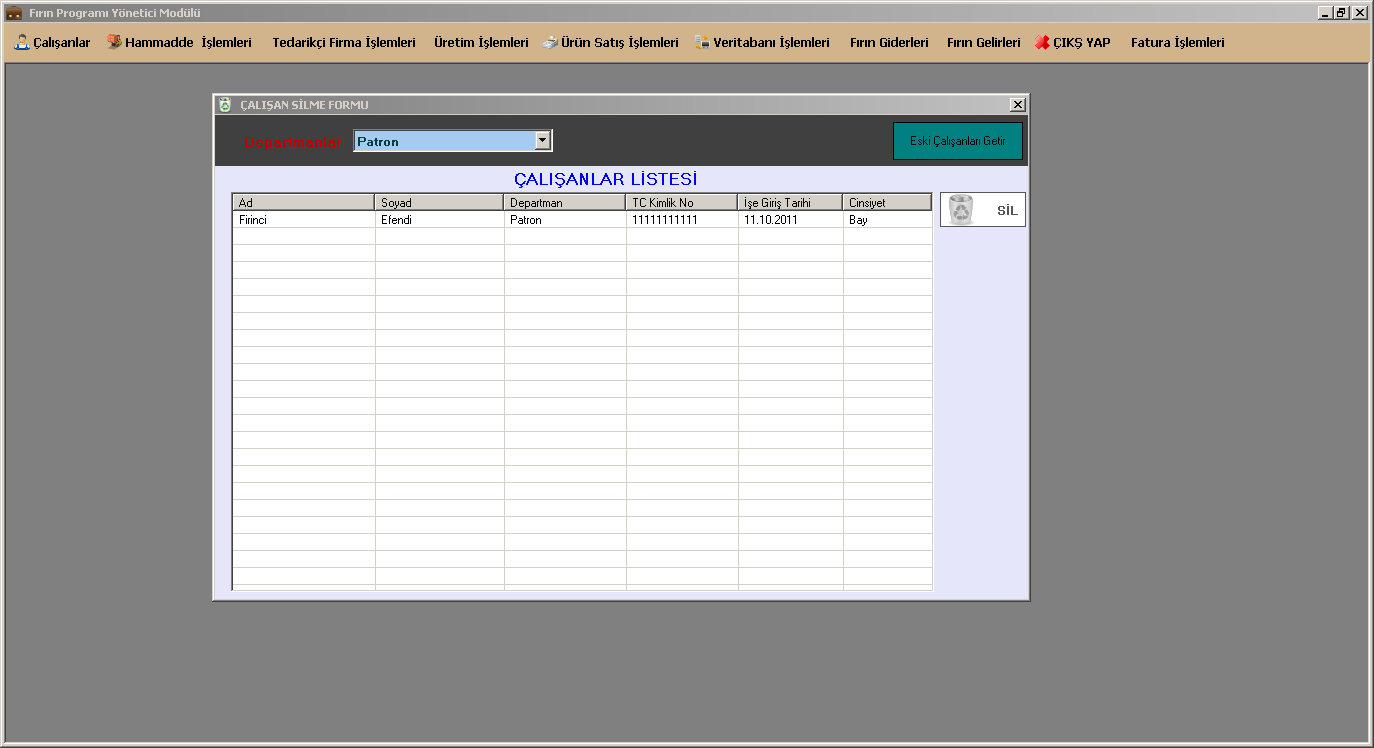 Fırın Programı Yönetici Modülü
Çalışanlar Hammadde İşlemleri Tedarikçi Firma İşlemleri Üretim İşlemleri Ürün Satış İşlemleri Veritabanı İşlemleri Fırın Giderleri Fırın Gelirleri ÇIKŞ YAP Fatura İşlemleri
ÇALIŞAN SİLME FORMU
Departmanlar Patron Eski Çalışanları Getir
ÇALIŞANLAR LİSTESİ
Ad Soyad Departman TC Kimlik No İşe Giriş Tarihi Cinsiyet
Firinci Efendi Patron 11111111111 11.10.2011 Bay
SİL